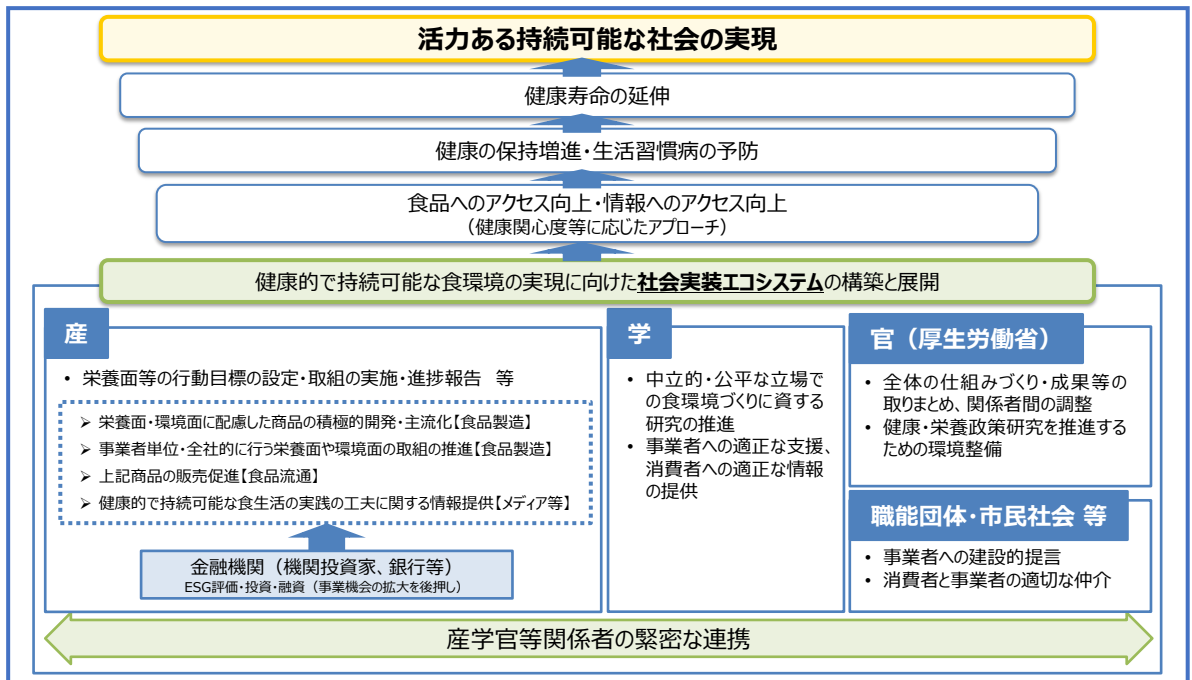 活力ある持続可能な社会の実現
健康寿命の延伸
健康の保持増進・生活習慣病の予防
食品へのアクセス向上・情報へのアクセス向上
（健康関心度等に応じたアプローチ）
健康的で持続可能な食環境の実現に向けた社会実装エコシステムの構築と展開
産
• 栄養面等の行動目標の設定・取組の実施・進捗報告 等
➢ 栄養面・環境面に配慮した商品の積極的開発・主流化【食品製造】
➢ 事業者単位・全社的に行う栄養面や環境面の取組の推進【食品製造】
➢ 上記商品の販売促進【食品流通】
➢ 健康的で持続可能な食生活の実践の工夫に関する情報提供【メディア等】
金融機関（機関投資家、銀行等）
ESG評価・投資・融資（事業機会の拡大を後押し）
学
• 中立的・公平な立場で
の食環境づくりに資する
研究の推進
• 事業者への適正な支援、
消費者への適正な情報
の提供
官（厚生労働省）
• 全体の仕組みづくり・成果等の
取りまとめ、関係者間の調整
• 健康・栄養政策研究を推進する
ための環境整備
職能団体・市民社会 等
• 事業者への建設的提言
• 消費者と事業者の適切な仲介
産学官等関係者の緊密な連携